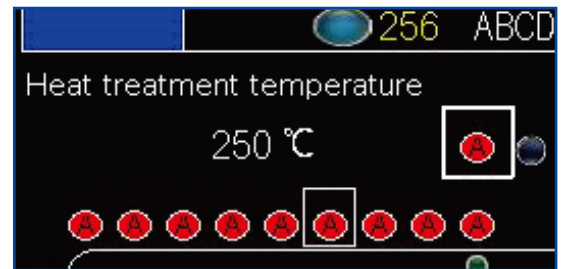 256 ABCD
Heat treatment temperature
250 ℃
A
A A A A A A A A A